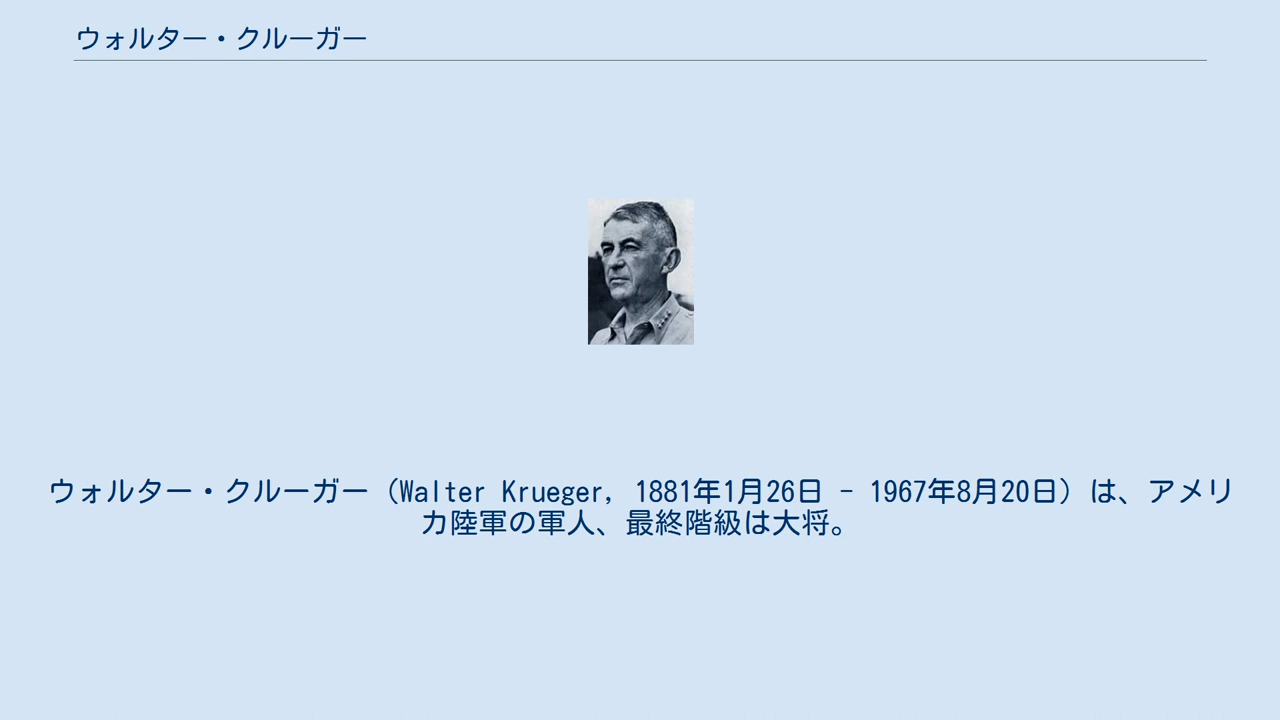 ウォルター・クルーガー
ウォルター・クルーガー（Walter Krueger, 1881年1月26日 - 1967年8月20日）は、アメリ
カ陸軍の軍人、最終階級は大将。